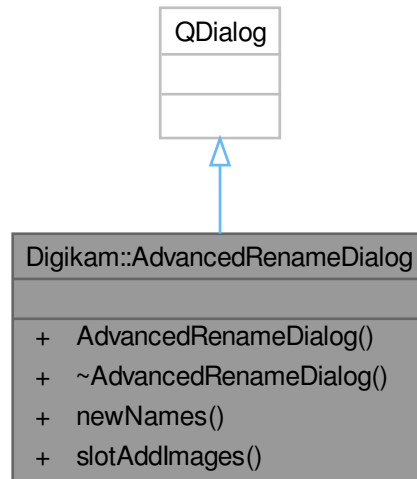 QDialog
Digikam::AdvancedRenameDialog
+ AdvancedRenameDialog()
+ ~AdvancedRenameDialog()
+ newNames()
+ slotAddImages()